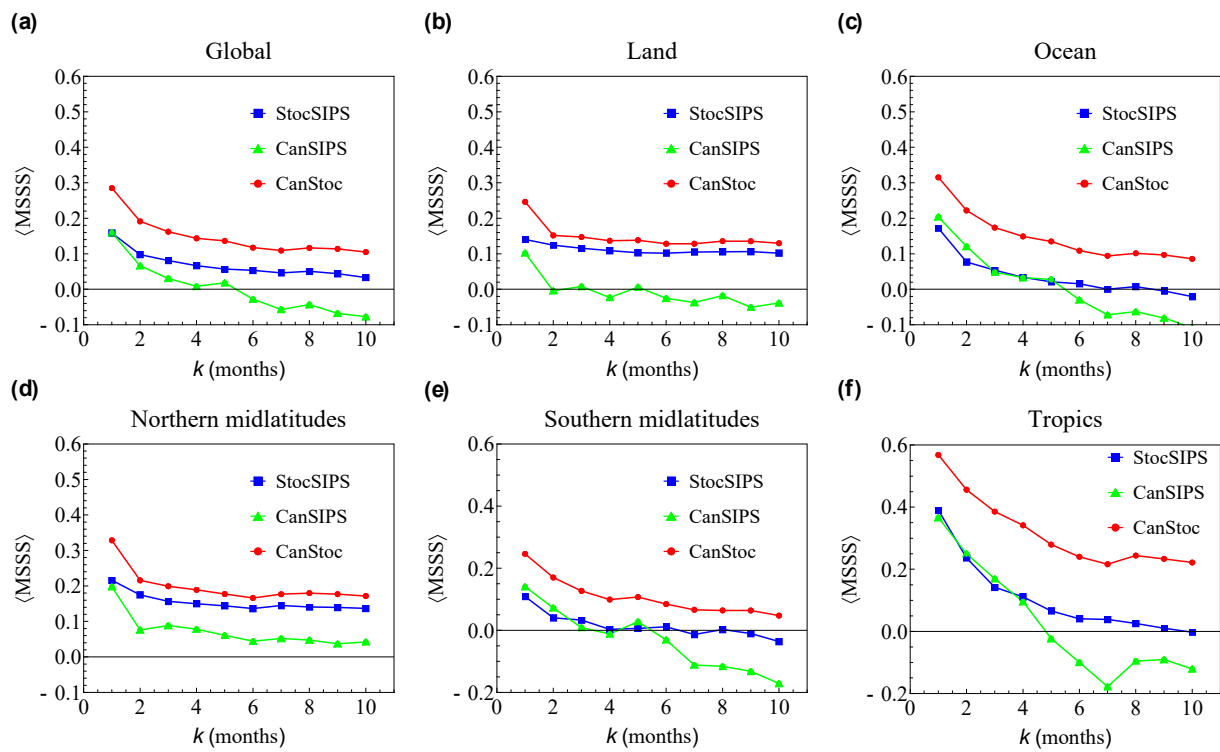 (a)
Global
0.6
0.5
0.4
0.3
0.2
0.1
0.0
- 0.1
⟨MSSS⟩
StocSIPS
CanSIPS
CanStoc
0 2 4 6 8 10
k (months)
(b)
Land
0.6
0.5
0.4
0.3
0.2
0.1
0.0
- 0.1
⟨MSSS⟩
StocSIPS
CanSIPS
CanStoc
0 2 4 6 8 10
k (months)
(c)
Ocean
0.6
0.5
0.4
0.3
0.2
0.1
0.0
- 0.1
⟨MSSS⟩
StocSIPS
CanSIPS
CanStoc
0 2 4 6 8 10
k (months)
(d)
Northern midlatitudes
0.6
0.5
0.4
0.3
0.2
0.1
0.0
- 0.1
⟨MSSS⟩
StocSIPS
CanSIPS
CanStoc
0 2 4 6 8 10
k (months)
(e)
Southern midlatitudes
0.6
0.4
0.2
0.0
- 0.2
⟨MSSS⟩
StocSIPS
CanSIPS
CanStoc
0 2 4 6 8 10
k (months)
(f)
Tropics
0.6
0.4
0.2
0.0
- 0.2
⟨MSSS⟩
StocSIPS
CanSIPS
CanStoc
0 2 4 6 8 10
k (months)